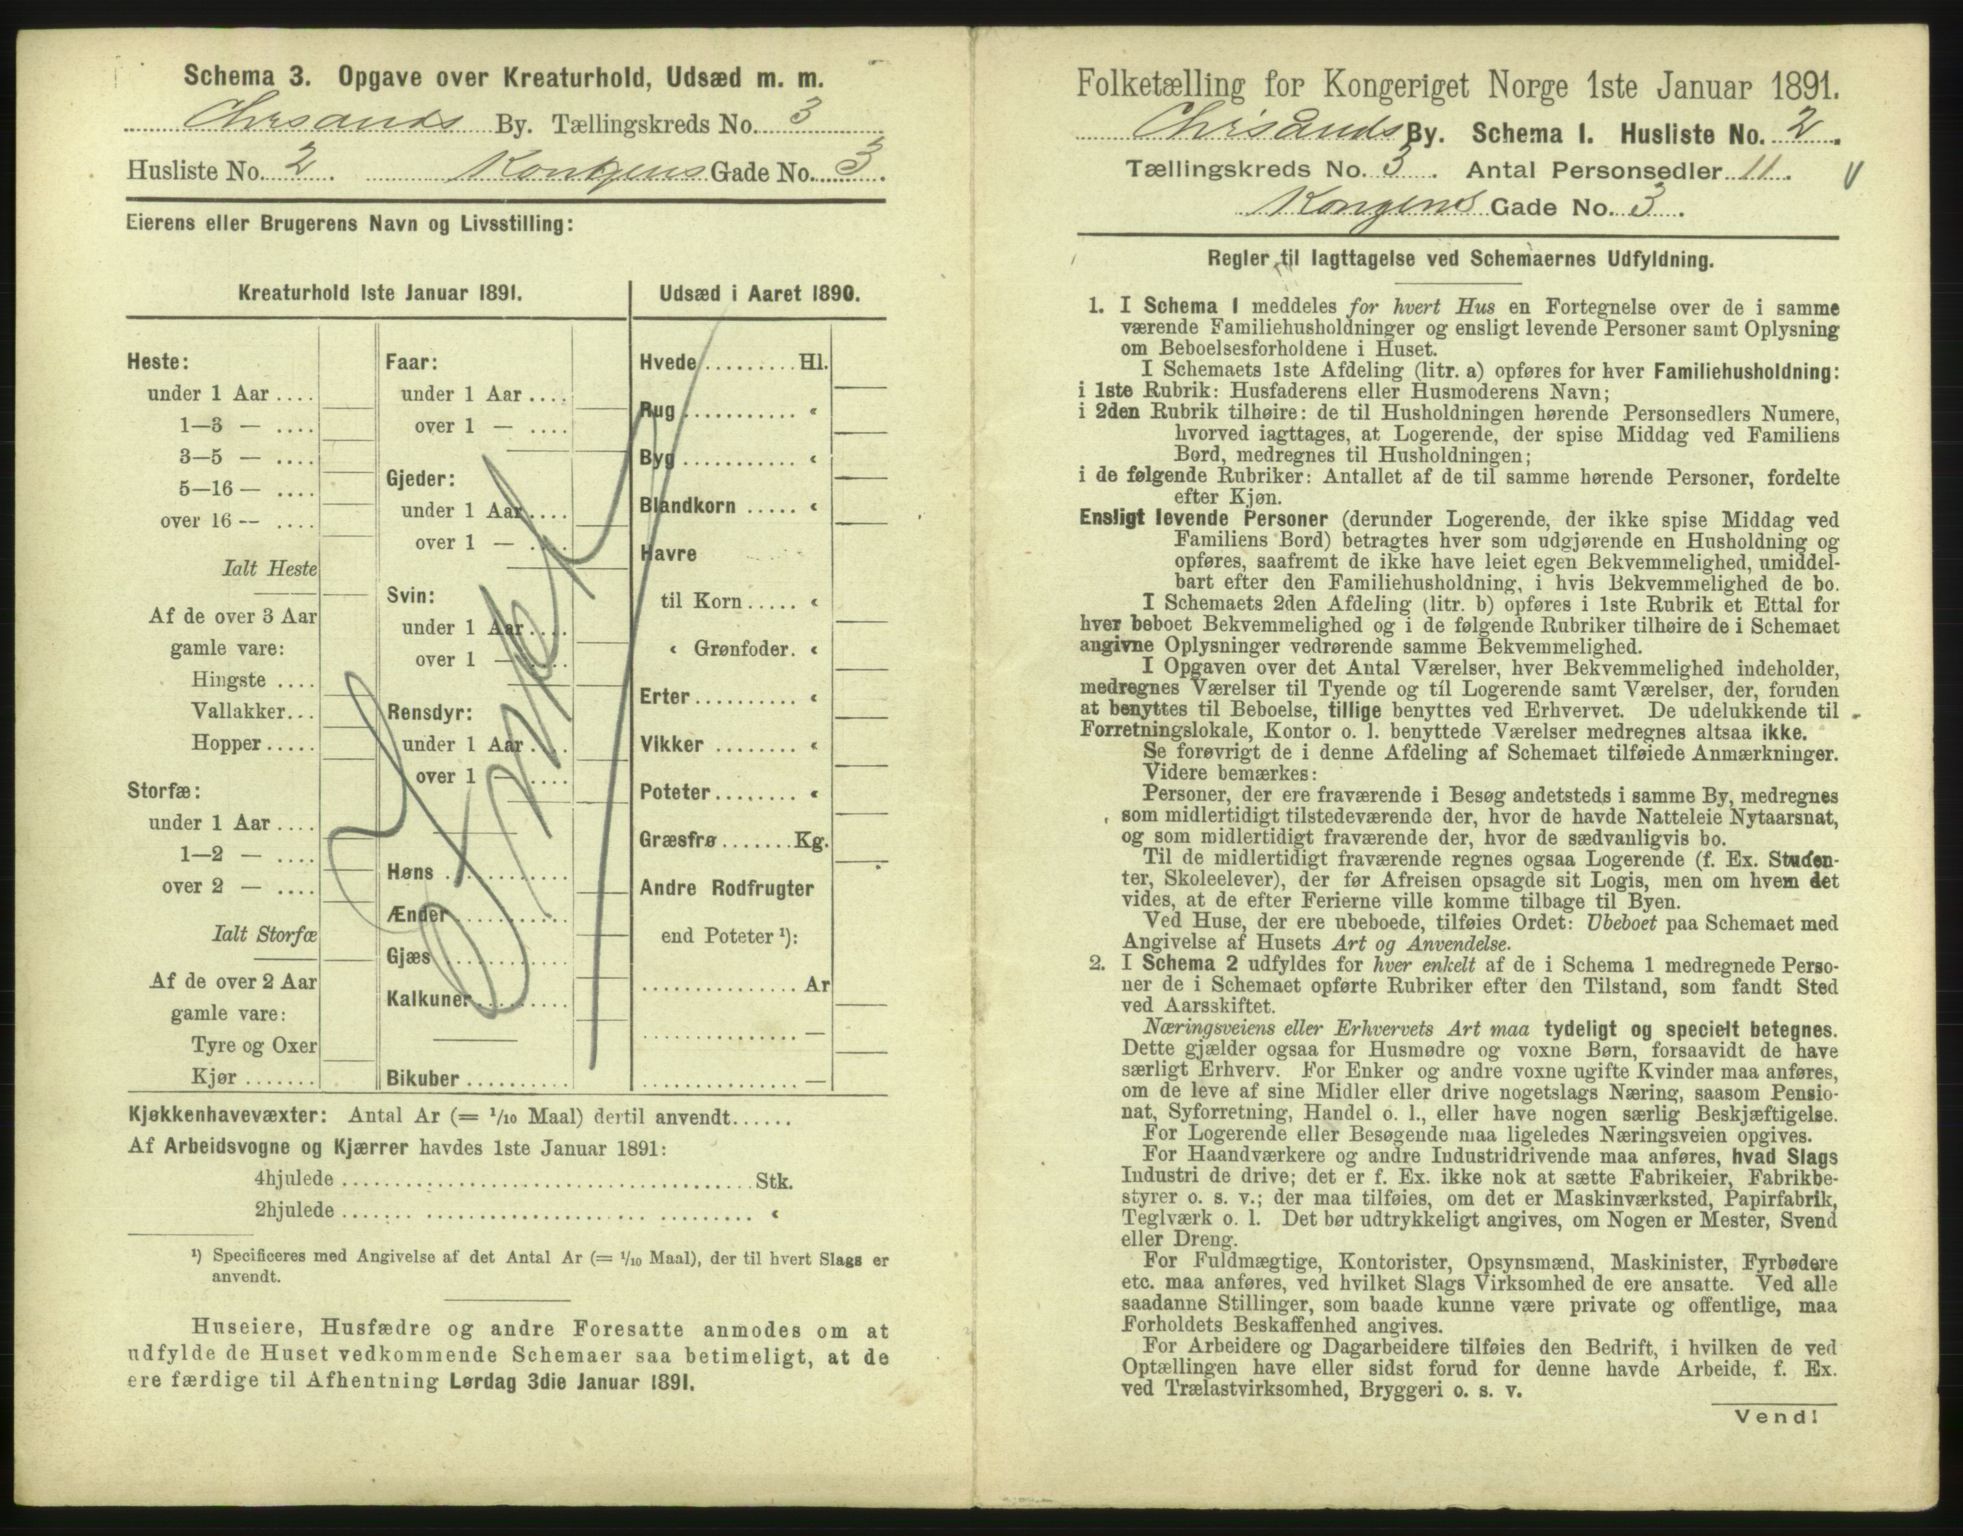 Schema 3. Opgave over Kreaturhold, Udsæd m. m.
Chrsands By. Tællingskreds No. 3
Husliste No. 2. Kongens Gade No. 3.
Eierens eller Brugerens Navn og Livsstilling:
Kreaturhold 1ste Januar 1891.
Heste:
under 1 Aar ....
1—3 — ....
3—5 — ....
5—16 — ....
over 16 — ....
Ialt Heste
Af de over 3 Aar
gamle vare:
Hingste ....
Vallakker...
Hopper.....
Storfæ:
under 1 Aar ....
1—2 — ....
over 2 — ....
Ialt Storfæ
Af de over 2 Aar
gamle vare:
Tyre og Oxer
Kjør .......
Faar:
under 1 Aar ....
over 1 — ....
Gjeder:
under 1 Aar....
over 1 — ....
Svin:
under 1 Aar....
over 1 — ....
Rensdyr:
under 1 Aar....
over 1 — ....
Høns ............
Ænder...........
Gjæs ............
Kalkuner.........
Bikuber ..........
Udsæd i Aaret 1890.
Hvede......... Hl.
Rug ........... «
Byg ........... «
Blandkorn ..... «
Havre
til Korn..... «
« Grønfoder. «
Erter.......... «
Vikker ........ «
Poteter........ «
Græsfrø.......Kg.
Andre Rodfrugter
end Poteter ¹):
............... Ar
............... —
............... —
Kjøkkenhavevæxter: Antal Ar (= 1/10 Maal) dertil anvendt......
Af Arbeidsvogne og Kjærrer havdes 1ste Januar 1891:
4hjulede ........................................ Stk.
2hjulede ........................................ «
¹) Specificeres med Angivelse af det Antal Ar (= 1/10 Maal), der til hvert Slags er
anvendt.
Huseiere, Husfædre og andre Foresatte anmodes om at
udfylde de Huset vedkommende Schemaer saa betimeligt, at de
ere færdige til Afhentning Lørdag 3die Januar 1891.
Folketælling for Kongeriget Norge 1ste Januar 1891.
Chrisands By. Schema I. Husliste No. 2.
Tællingskreds No. 3. Antal Personsedler 11.
Kongens Gade No. 3.
Regler til Iagttagelse ved Schemaernes Udfyldning.
1. I Schema I meddeles for hvert Hus en Fortegnelse over de i samme
værende Familiehusholdninger og ensligt levende Personer samt Oplysning
om Beboelsesforholdene i Huset.
I Schemaets 1ste Afdeling (litr. a) opføres for hver Familiehusholdning:
i 1ste Rubrik: Husfaderens eller Husmoderens Navn;
i 2den Rubrik tilhøire: de til Husholdningen hørende Personsedlers Numere,
hvorved iagttages, at Logerende, der spise Middag ved Familiens
Bord, medregnes til Husholdningen;
i de følgende Rubriker: Antallet af de til samme hørende Personer, fordelte
efter Kjøn.
Ensligt levende Personer (derunder Logerende, der ikke spise Middag ved
Familiens Bord) betragtes hver som udgjørende en Husholdning og
opføres, saafremt de ikke have leiet egen Bekvemmelighed, umiddel-
bart efter den Familiehusholdning, i hvis Bekvemmelighed de bo.
I Schemaets 2den Afdeling (litr. b) opføres i 1ste Rubrik et Ettal for
hver beboet Bekvemmelighed og i de følgende Rubriker tilhøire de i Schemaet
angivne Oplysninger vedrørende samme Bekvemmelighed.
I Opgaven over det Antal Værelser, hver Bekvemmelighed indeholder,
medregnes Værelser til Tyende og til Logerende samt Værelser, der, foruden
at benyttes til Beboelse, tillige benyttes ved Erhvervet. De udelukkende til
Forretningslokale, Kontor o. l. benyttede Værelser medregnes altsaa ikke.
Se forøvrigt de i denne Afdeling af Schemaet tilføiede Anmærkninger.
Videre bemærkes:
Personer, der ere fraværende i Besøg andetsteds i samme By, medregnes
som midlertidigt tilstedeværende der, hvor de havde Natteleie Nytaarsnat,
og som midlertidigt fraværende der, hvor de sædvanligvis bo.
Til de midlertidigt fraværende regnes ogsaa Logerende (f. Ex. Studen-
ter, Skoleelever), der før Afreisen opsagde sit Logis, men om hvem det
vides, at de efter Ferierne ville komme tilbage til Byen.
Ved Huse, der ere ubeboede, tilføies Ordet: Ubeboet paa Schemaet med
Angivelse af Husets Art og Anvendelse.
2. I Schema 2 udfyldes for hver enkelt af de i Schema 1 medregnede Perso-
ner de i Schemaet opførte Rubriker efter den Tilstand, som fandt Sted
ved Aarsskiftet.
Næringsveiens eller Erhvervets Art maa tydeligt og specielt betegnes.
Dette gjælder ogsaa for Husmødre og voxne Børn, forsaavidt de have
særligt Erhverv. For Enker og andre voxne ugifte Kvinder maa anføres,
om de leve af sine Midler eller drive nogetslags Næring, saasom Pensio-
nat, Syforretning, Handel o. l., eller have nogen særlig Beskjæftigelse.
For Logerende eller Besøgende maa ligeledes Næringsveien opgives.
For Haandværkere og andre Industridrivende maa anføres, hvad Slags
Industri de drive; det er f. Ex. ikke nok at sætte Fabrikeier, Fabrikbe-
styrer o. s. v.; der maa tilføies, om det er Maskinværksted, Papirfabrik,
Teglværk o. l. Det bør udtrykkeligt angives, om Nogen er Mester, Svend
eller Dreng.
For Fuldmægtige, Kontorister, Opsynsmænd, Maskinister, Fyrbødere
etc. maa anføres, ved hvilket Slags Virksomhed de ere ansatte. Ved alle
saadanne Stillinger, som baade kunne være private og offentlige, maa
Forholdets Beskaffenhed angives.
For Arbeidere og Dagarbeidere tilføies den Bedrift, i hvilken de ved
Optællingen have eller sidst forud for denne havde Arbeide, f. Ex.
ved Trælastvirksomhed, Bryggeri o. s. v.
Vend!